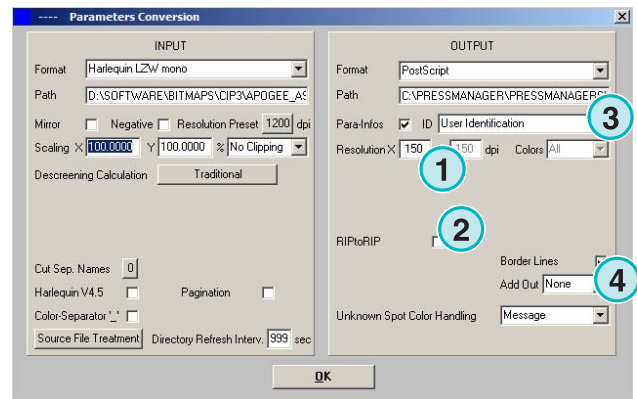 ---- Parameters Conversion
INPUT
Format Harlequin LZW mono
Path D:\SOFTWARE\BITMAPS\CIP3\APOGEE_AS
Mirror Negative Resolution Preset 1200 dpi
Scaling X 100.0000 Y 100.0000 % No Clipping
Descreening Calculation Traditional
Cut Sep. Names 0
Harlequin V4.5 Pagination
Color-Separator '_'
Source File Treatment Directory Refresh Interv. 999 sec
OUTPUT
Format PostScript
Path C:\PRESSMANAGER\PRESSMANAGERS\
Para-Infos ID User Identification 3
Resolution X 150 150 dpi Colors All
1
RIPtoRIP 2
Border Lines
Add Out None 4
Unknown Spot Color Handling Message
OK